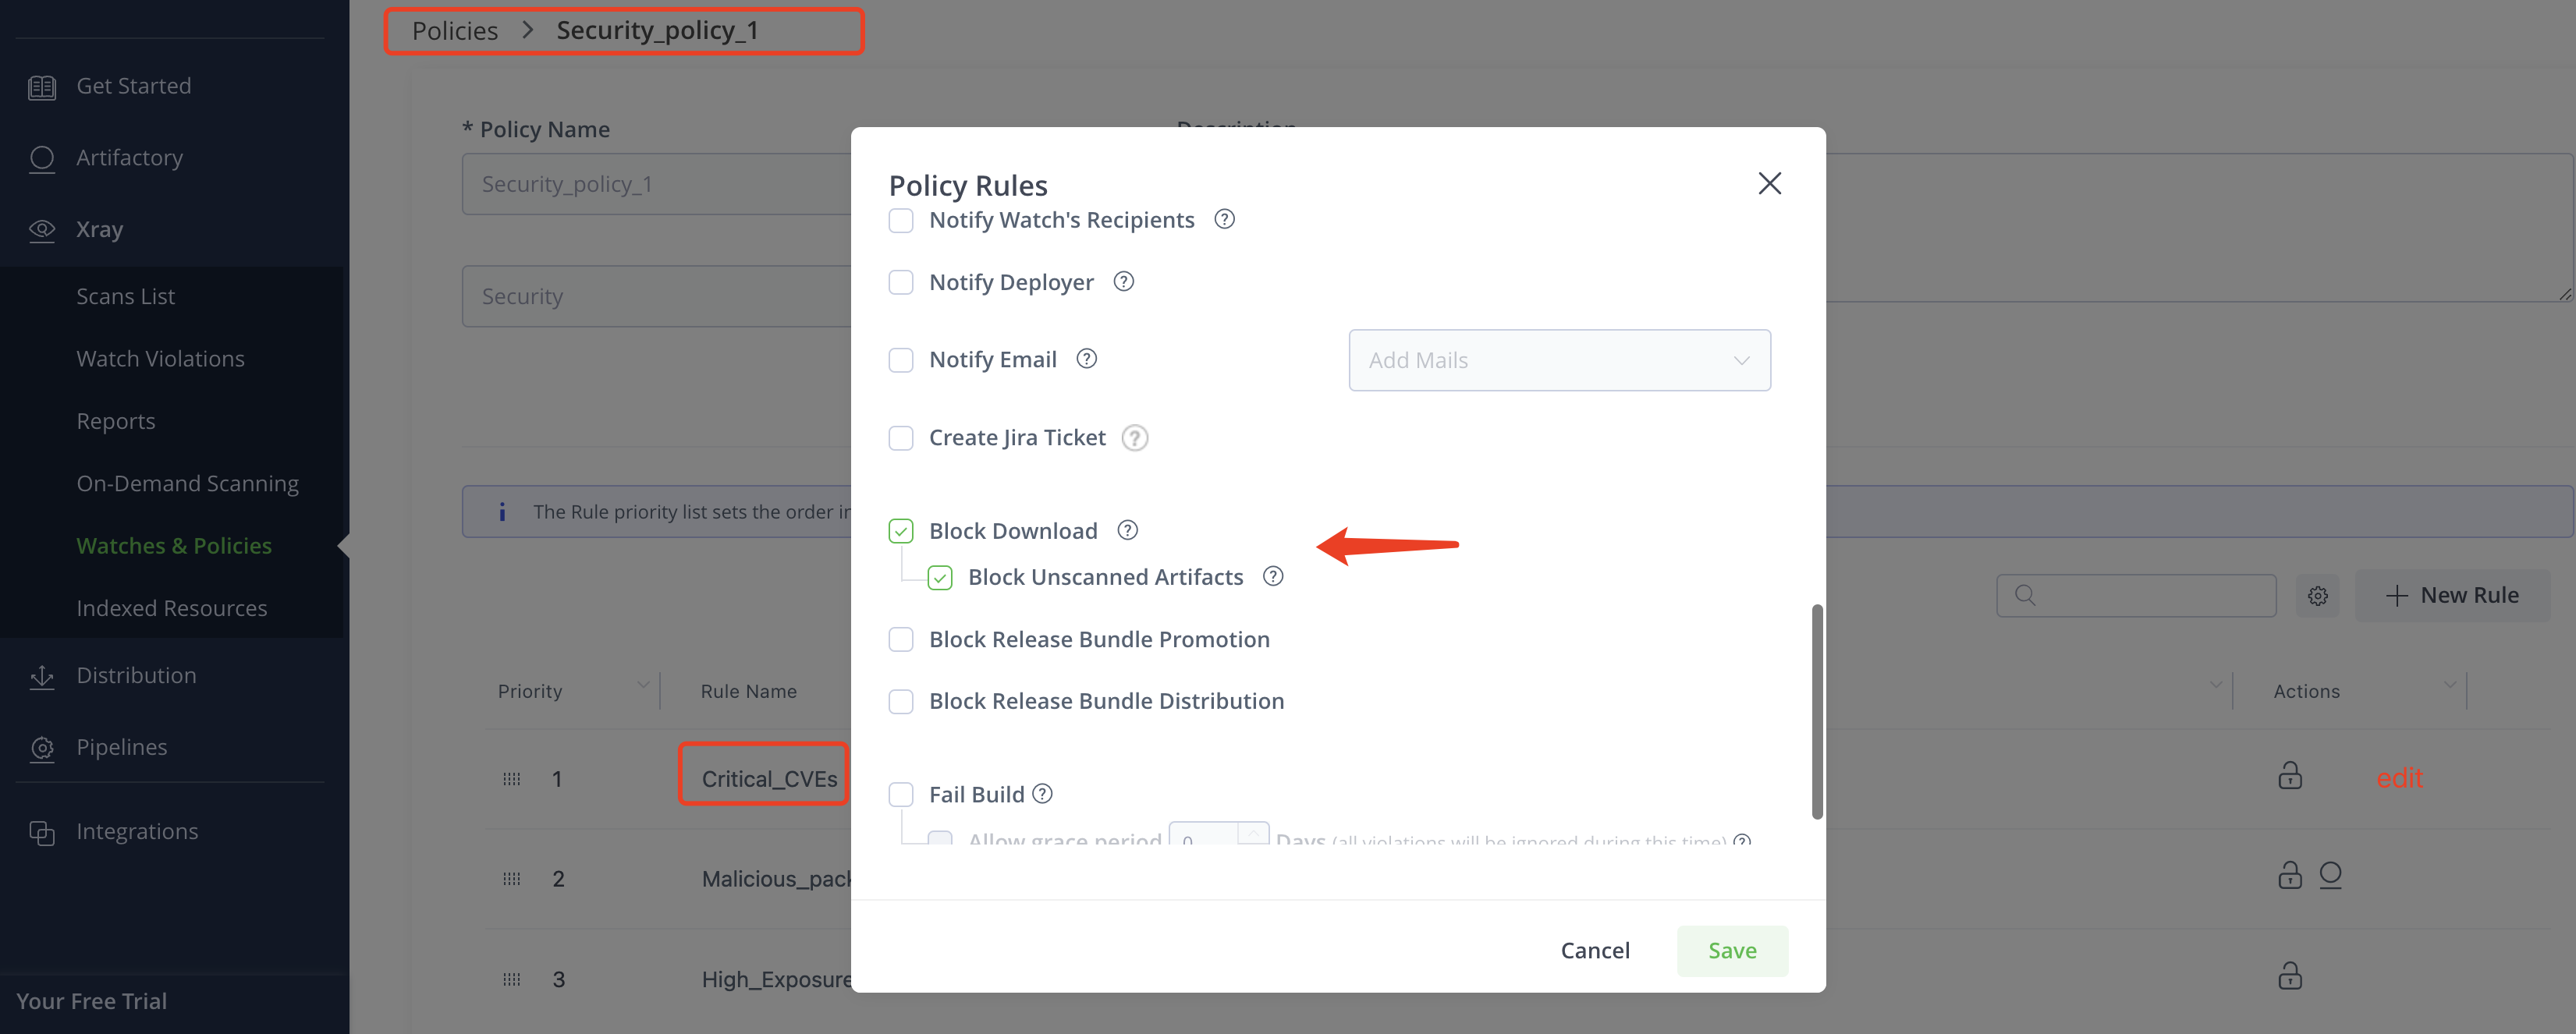 Policies > Security_policy_1
Get Started
Artifactory
Xray
Scans List
Watch Violations
Reports
On-Demand Scanning
Watches & Policies
Indexed Resources
Distribution
Pipelines
Integrations
Your Free Trial
* Policy Name
Description
Security_policy_1
Security
The Rule priority list sets the order in
New Rule
Priority
Rule Name
Actions
1
Critical_CVEs
edit
2
Malicious_pack
3
High_Exposure
Policy Rules
Notify Watch's Recipients
Notify Deployer
Notify Email
Add Mails
Create Jira Ticket
Block Download
Block Unscanned Artifacts
Block Release Bundle Promotion
Block Release Bundle Distribution
Fail Build
Allow grace period 0 Days (all violations will be ignored during this time)
Cancel
Save